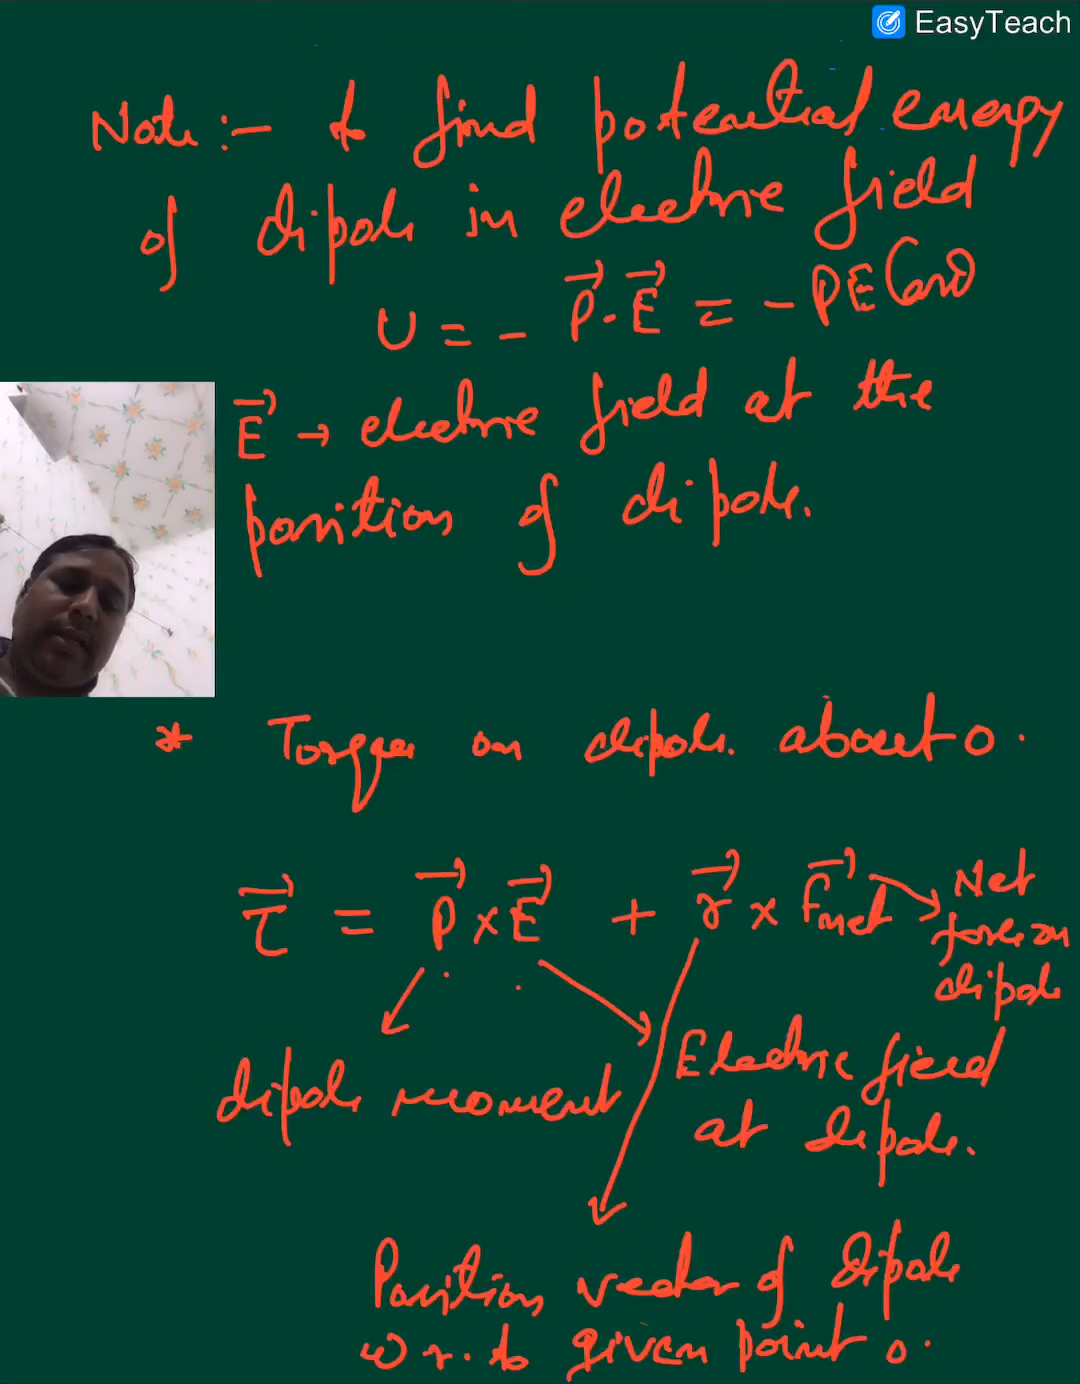 EasyTeach
Note :- to find potential energy
of dipole in electric field
U = - P⃗·E⃗ = - PE Cosθ
E⃗ → electric field at the
position of dipole.
* Torque on dipole about O.
τ⃗ = P⃗ × E⃗ + r⃗ × F⃗net
Net
force on
dipole
dipole moment
Electric field
at dipole.
Position vector of dipole
w.r.to given point O.